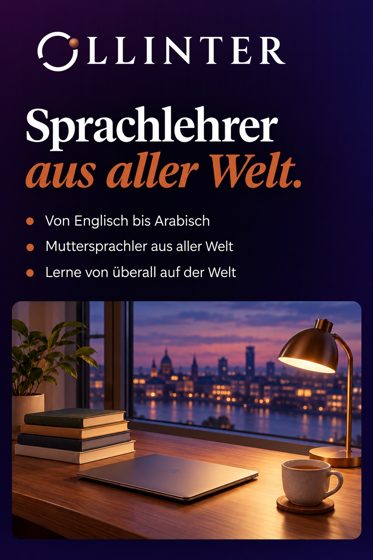 OLLINTER
Sprachlehrer
aus aller Welt.
Von Englisch bis Arabisch
Muttersprachler aus aller Welt
Lerne von überall auf der Welt